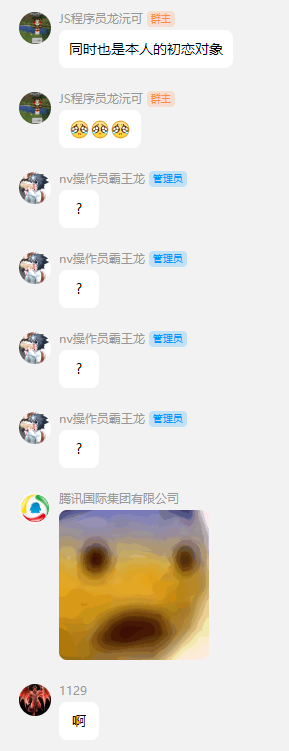 JS程序员龙沅可 群主
同时也是本人的初恋对象
JS程序员龙沅可 群主
nv操作员霸王龙 管理员
?
nv操作员霸王龙 管理员
?
nv操作员霸王龙 管理员
?
nv操作员霸王龙 管理员
?
腾讯国际集团有限公司
1129
啊